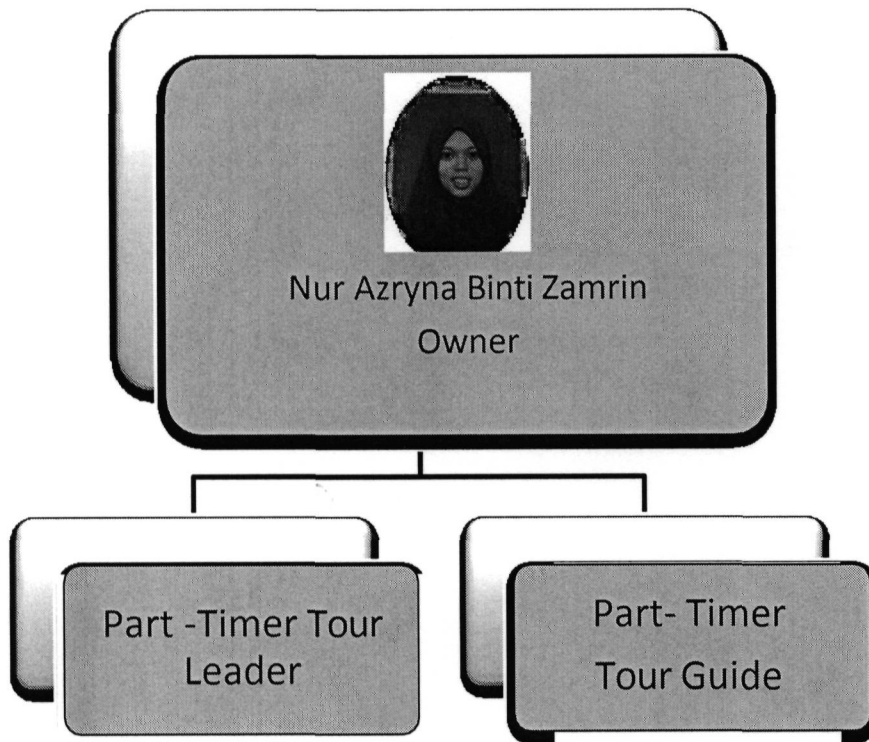 Nur Azryna Binti Zamrin
Owner
Part -Timer Tour
Leader
Part- Timer
Tour Guide